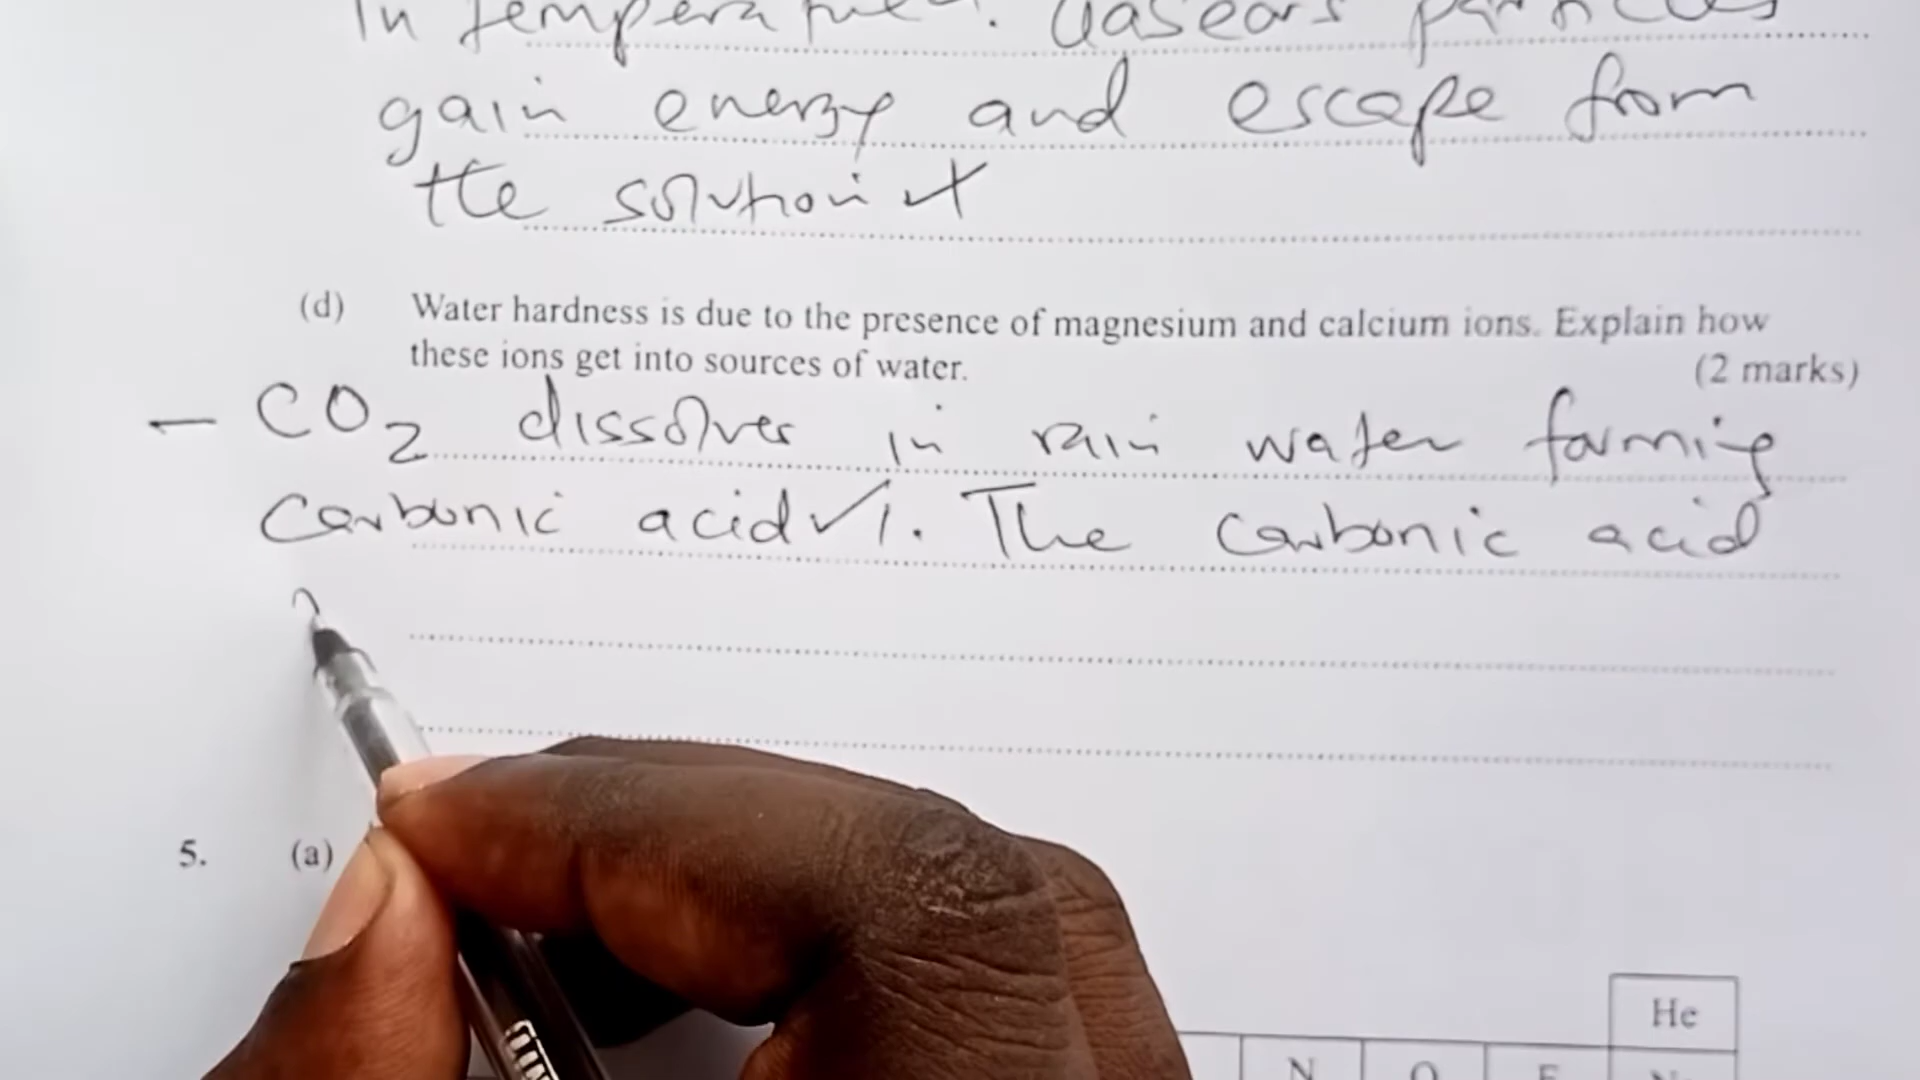 In temperature. Gaseous particles
gain energy and escape from
the solution
(d) Water hardness is due to the presence of magnesium and calcium ions. Explain how
these ions get into sources of water.
(2 marks)
- CO2 dissolves in rain water forming
Carbonic acid ✓1. The Carbonic acid
5. (a)
He
N O F